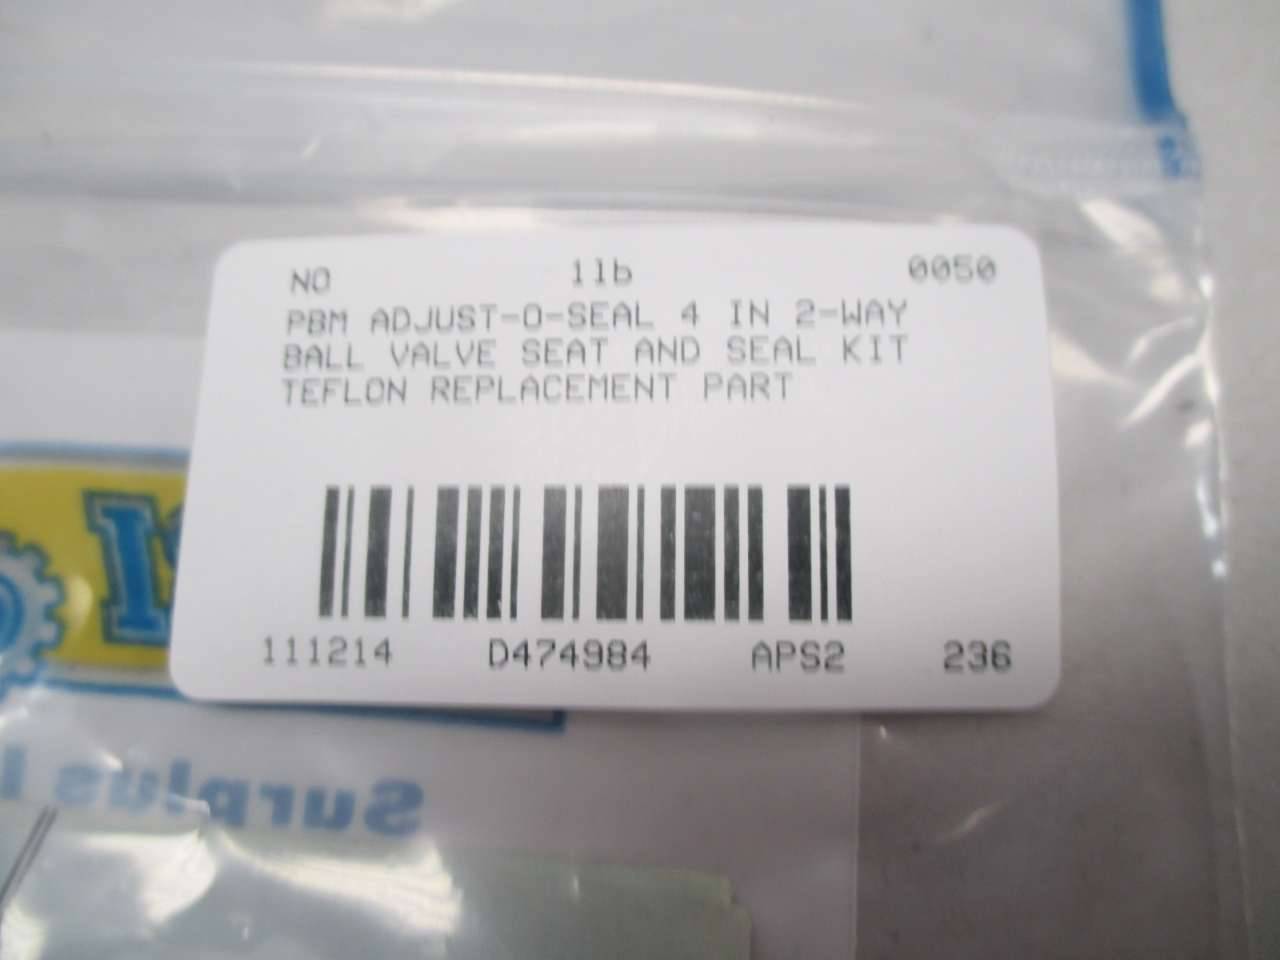 NO 1lb 0050
PBM ADJUST-O-SEAL 4 IN 2-WAY
BALL VALVE SEAT AND SEAL KIT
TEFLON REPLACEMENT PART
111214 D474984 APS2 236
Surplus